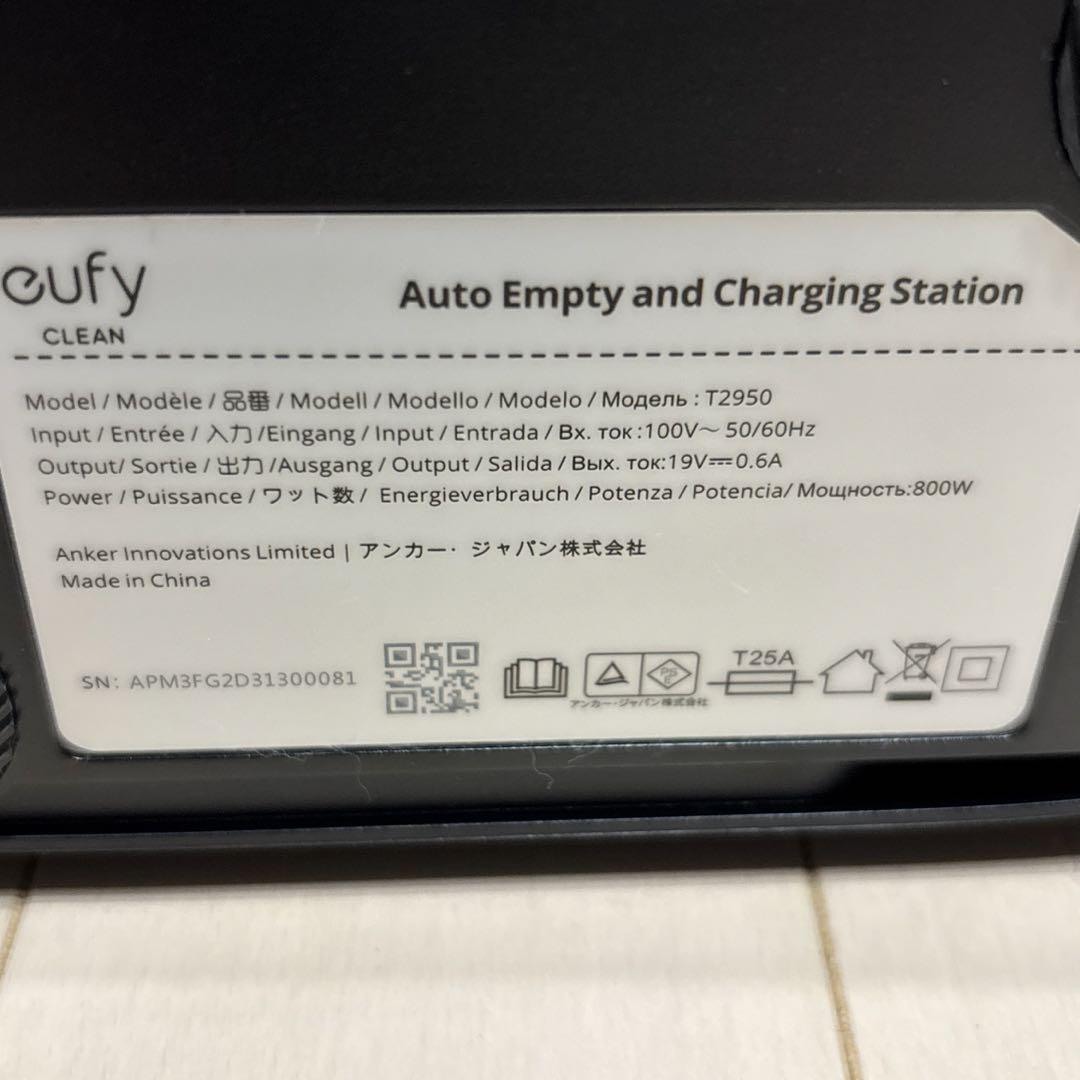 eufy
CLEAN
Auto Empty and Charging Station
Model / Modèle / 品番 / Modell / Modello / Modelo / Модель : T2950
Input / Entrée / 入力 /Eingang / Input / Entrada / Вх. ток :100V～ 50/60Hz
Output/ Sortie / 出力 /Ausgang / Output / Salida / Вых. ток:19V⎓0.6A
Power / Puissance / ワット数 / Energieverbrauch / Potenza / Potencia/ Мощность:800W
Anker Innovations Limited | アンカー・ジャパン株式会社
Made in China
SN: APM3FG2D31300081
PS
E
アンカー・ジャパン株式会社
T25A